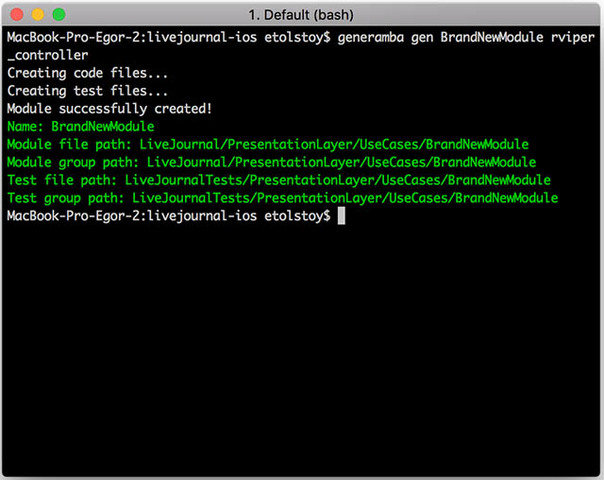 1. Default (bash)
MacBook-Pro-Egor-2:livejournal-ios etolstoy$ generamba gen BrandNewModule rviper
_controller
Creating code files...
Creating test files...
Module successfully created!
Name: BrandNewModule
Module file path: LiveJournal/PresentationLayer/UseCases/BrandNewModule
Module group path: LiveJournal/PresentationLayer/UseCases/BrandNewModule
Test file path: LiveJournalTests/PresentationLayer/UseCases/BrandNewModule
Test group path: LiveJournalTests/PresentationLayer/UseCases/BrandNewModule
MacBook-Pro-Egor-2:livejournal-ios etolstoy$